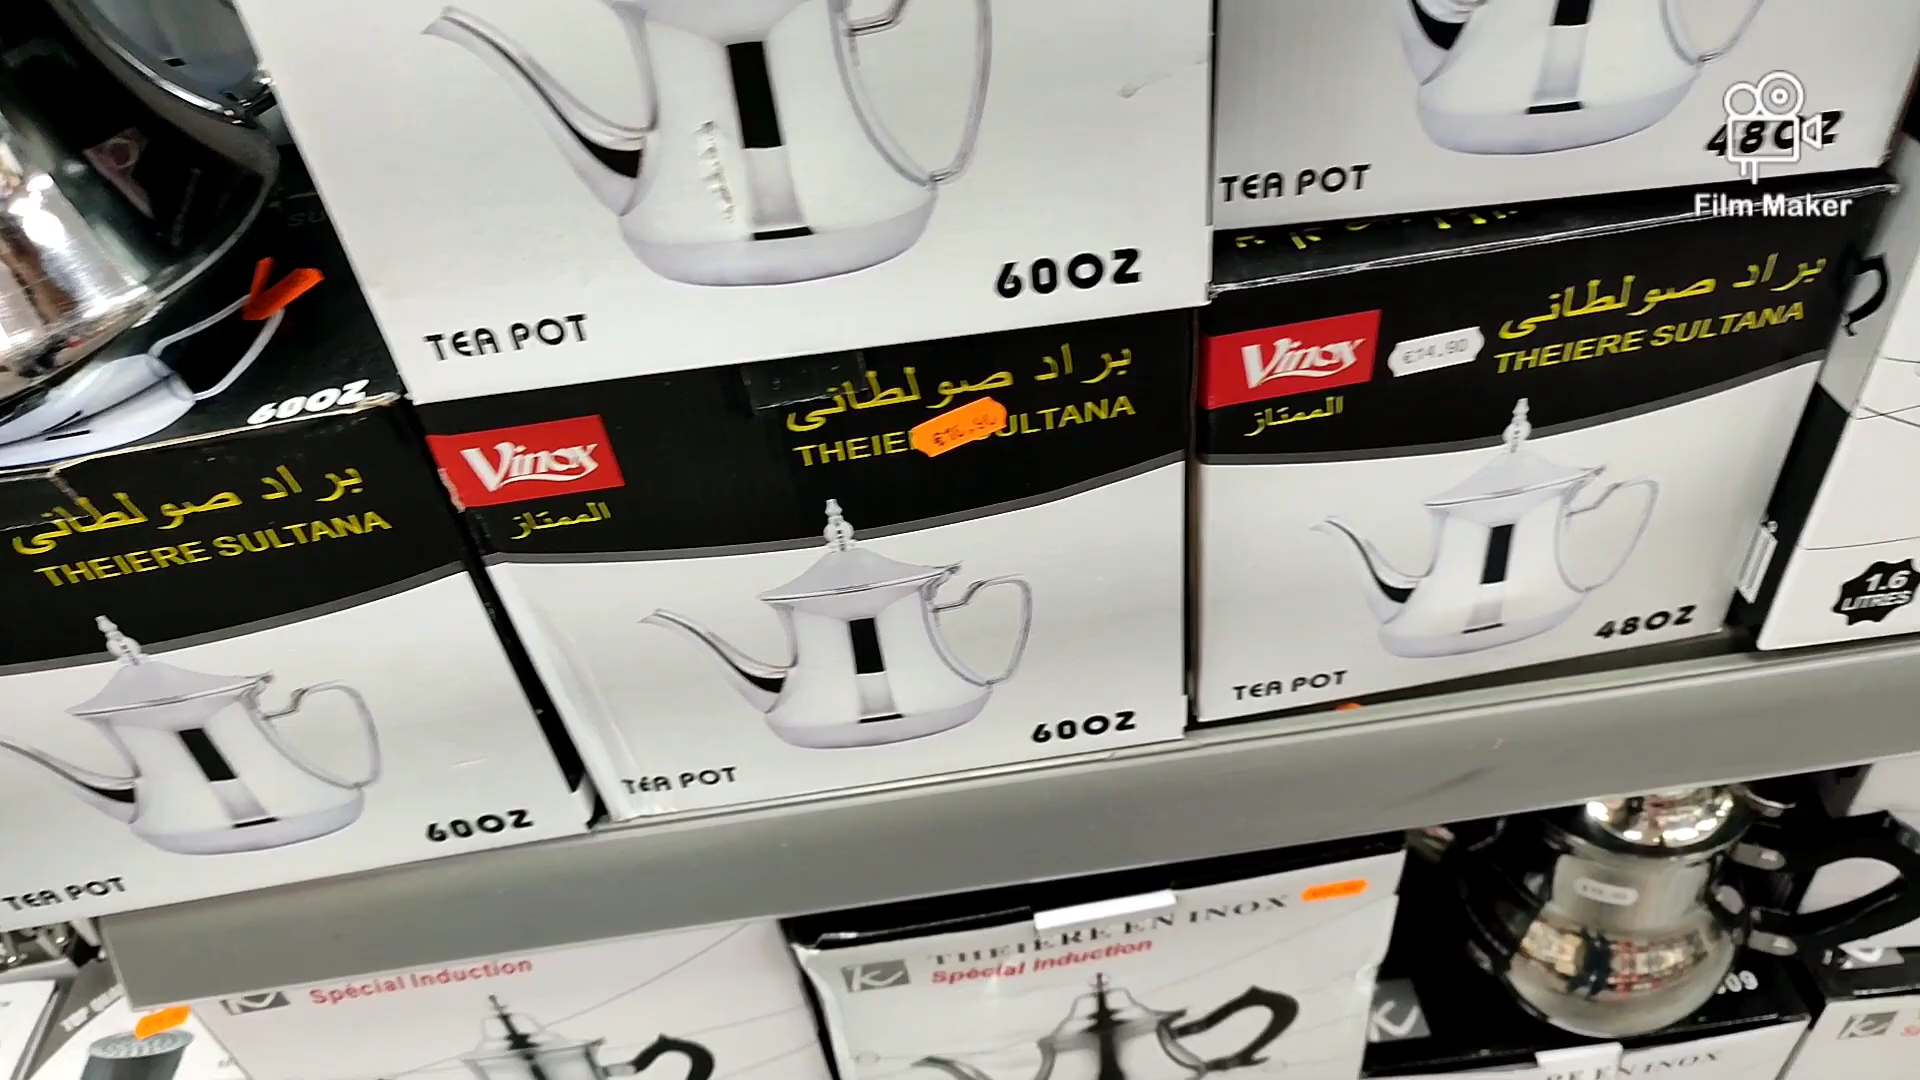 60OZ
TEA POT
48OZ
TEA POT
Film Maker
60OZ
براد صولطاني
THEIERE SULTANA
60OZ
TEA POT
Vinox
الممتاز
براد صولطاني
THEIERE SULTANA
60OZ
TEA POT
Vinox
الممتاز
€14.90
براد صولطاني
THEIERE SULTANA
48OZ
TEA POT
1.6
LITRES
Spécial Induction
THEIERE EN INOX
Spécial Induction
EN INOX